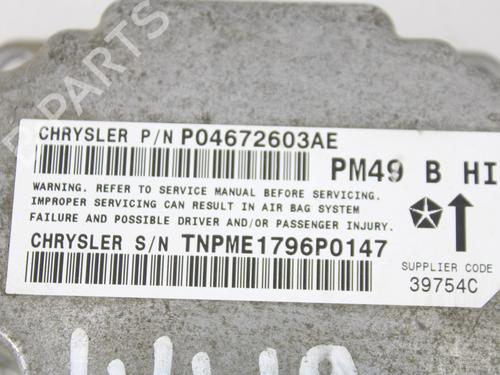 B PARTS
CHRYSLER P/N P04672603AE
PM49 B HI
WARNING. REFER TO SERVICE MANUAL BEFORE SERVICING.
IMPROPER SERVICING CAN RESULT IN AIR BAG SYSTEM
FAILURE AND POSSIBLE DRIVER AND/OR PASSENGER INJURY.
CHRYSLER S/N TNPME1796P0147
SUPPLIER CODE
39754C